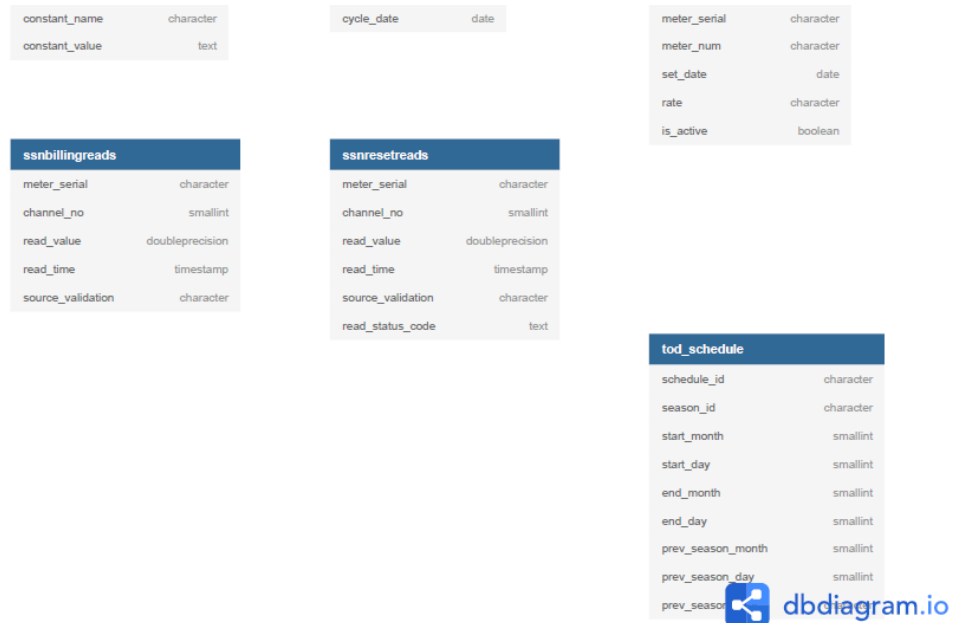 constant_name character
constant_value text
cycle_date date
meter_serial character
meter_num character
set_date date
rate character
is_active boolean
ssnbillingreads
meter_serial character
channel_no smallint
read_value doubleprecision
read_time timestamp
source_validation character
ssnresetreads
meter_serial character
channel_no smallint
read_value doubleprecision
read_time timestamp
source_validation character
read_status_code text
tod_schedule
schedule_id character
season_id character
start_month smallint
start_day smallint
end_month smallint
end_day smallint
prev_season_month smallint
prev_season_day smallint
dbdiagram.io